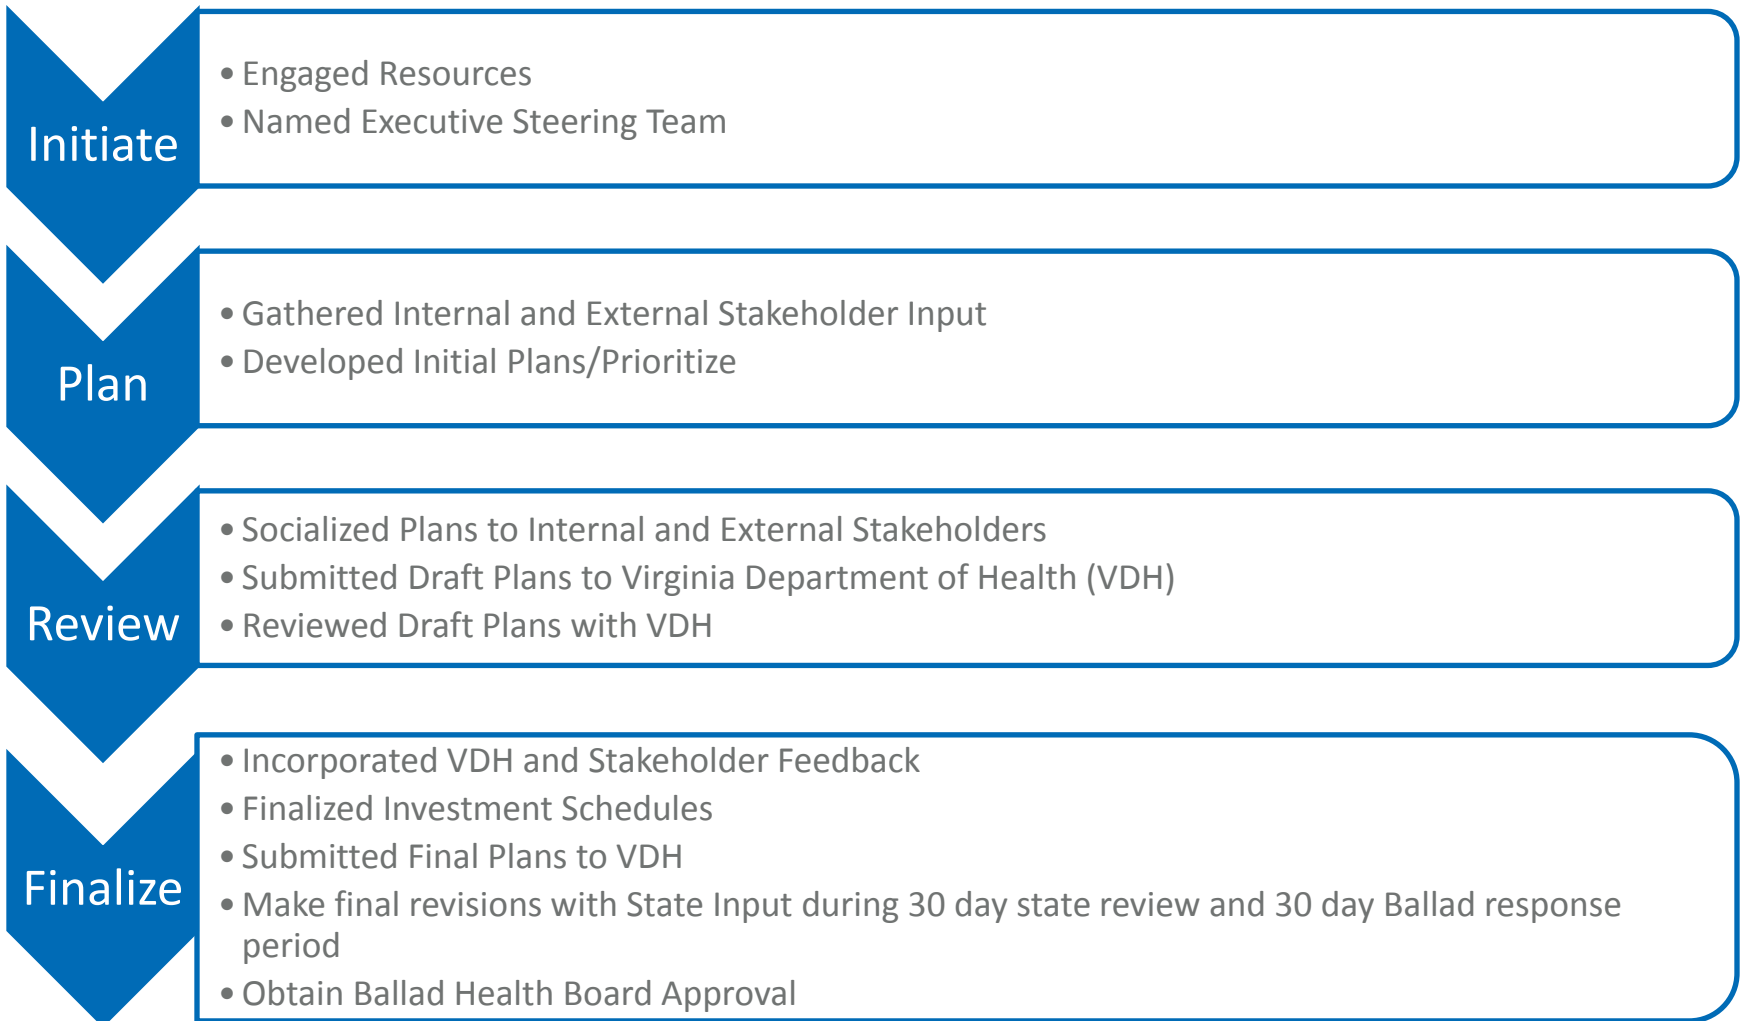 Initiate
• Engaged Resources
• Named Executive Steering Team
Plan
• Gathered Internal and External Stakeholder Input
• Developed Initial Plans/Prioritize
Review
• Socialized Plans to Internal and External Stakeholders
• Submitted Draft Plans to Virginia Department of Health (VDH)
• Reviewed Draft Plans with VDH
Finalize
• Incorporated VDH and Stakeholder Feedback
• Finalized Investment Schedules
• Submitted Final Plans to VDH
• Make final revisions with State Input during 30 day state review and 30 day Ballad response
period
• Obtain Ballad Health Board Approval